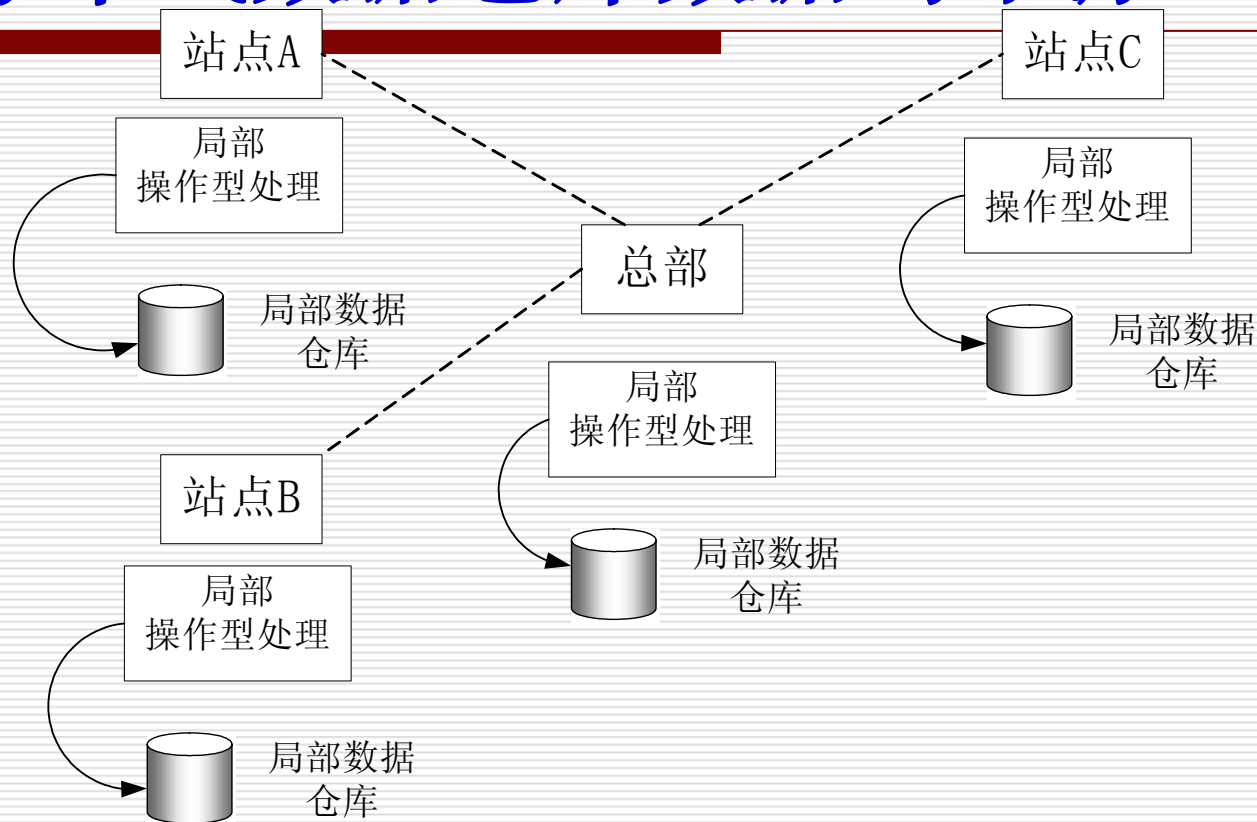 站点A
站点C
局部
操作型处理
局部
操作型处理
总部
局部数据
仓库
局部数据
仓库
局部
操作型处理
站点B
局部数据
仓库
局部
操作型处理
局部数据
仓库